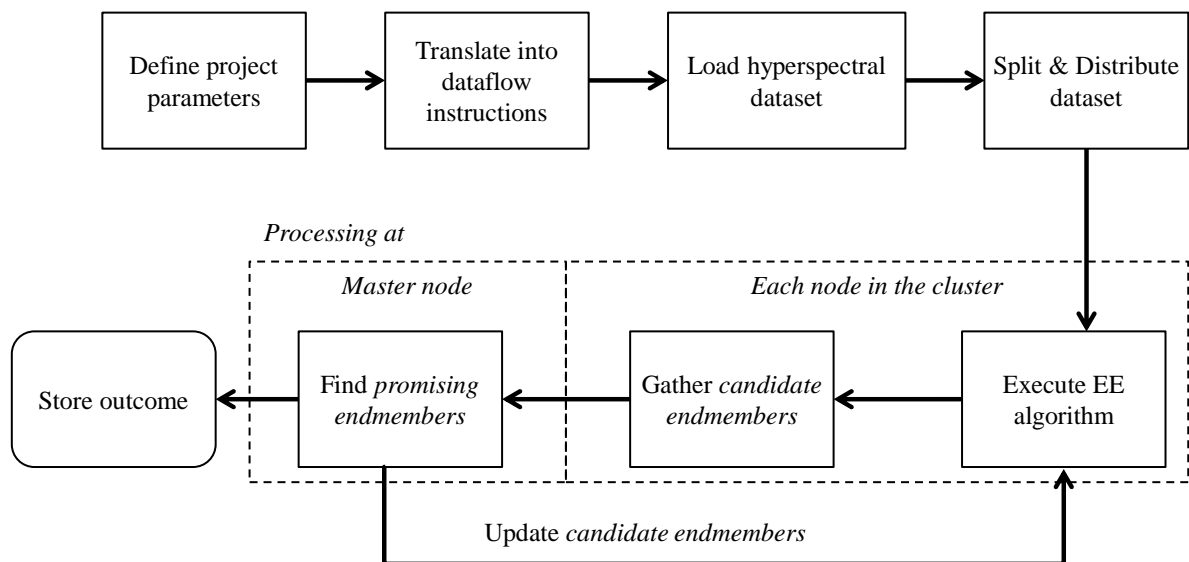 Define project
parameters
Translate into
dataflow
instructions
Load hyperspectral
dataset
Split & Distribute
dataset
Processing at
Master node
Each node in the cluster
Store outcome
Find promising
endmembers
Gather candidate
endmembers
Execute EE
algorithm
Update candidate endmembers